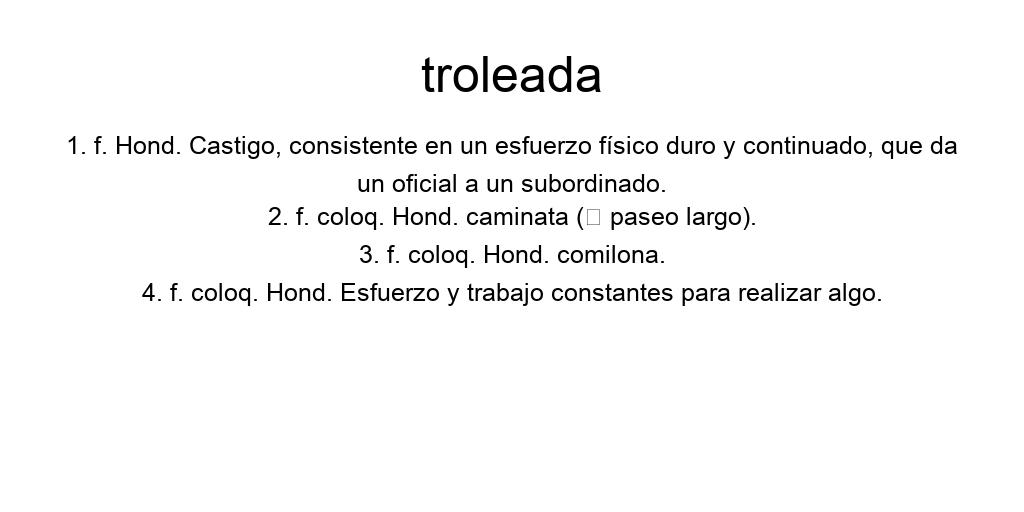 troleada
1. f. Hond. Castigo, consistente en un esfuerzo físico duro y continuado, que da
un oficial a un subordinado.
2. f. coloq. Hond. caminata (□ paseo largo).
3. f. coloq. Hond. comilona.
4. f. coloq. Hond. Esfuerzo y trabajo constantes para realizar algo.